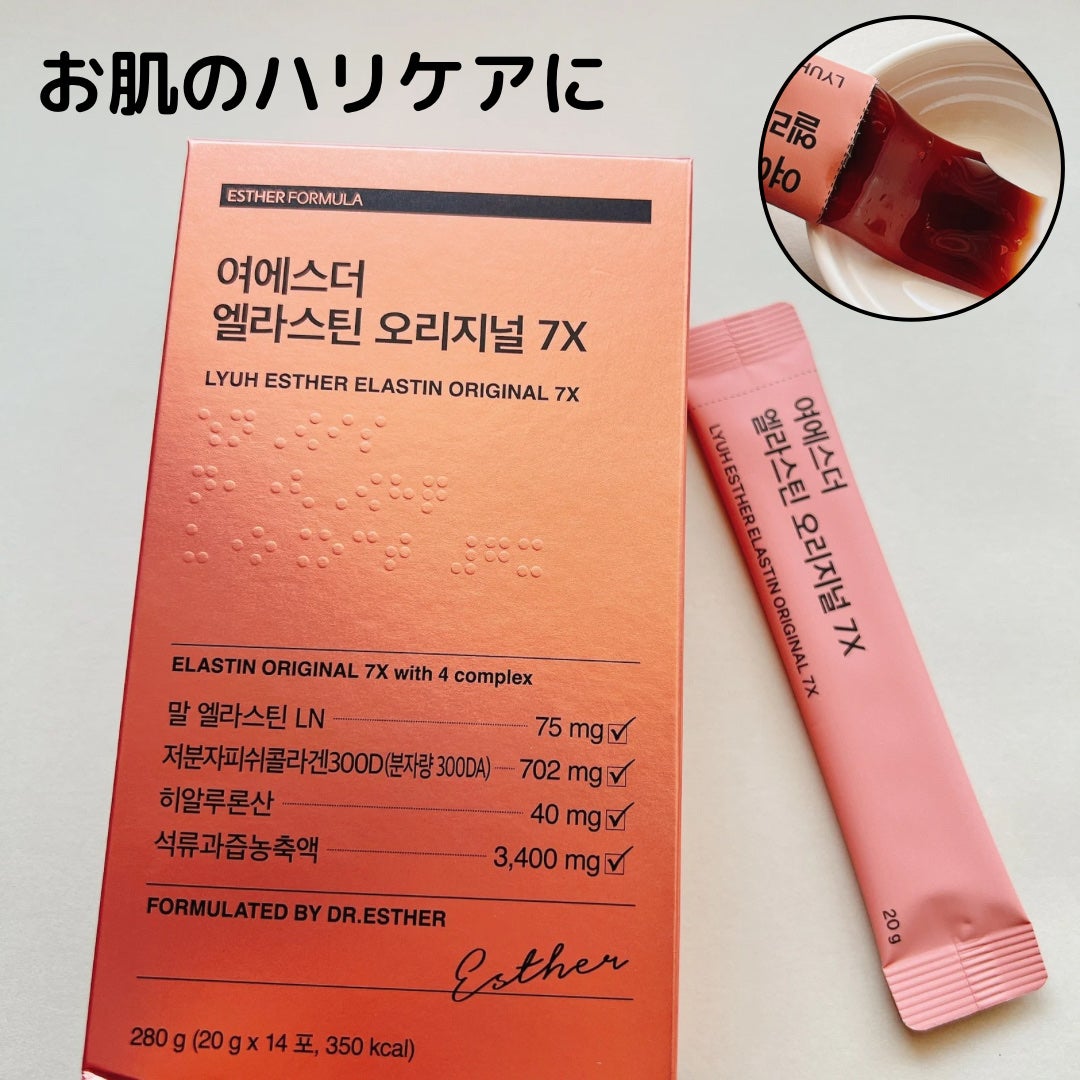 お肌のハリケアに
ESTHER FORMULA
여에스더
엘라스틴 오리지널 7X
LYUH ESTHER ELASTIN ORIGINAL 7X
ELASTIN ORIGINAL 7X with 4 complex
말 엘라스틴 LN 75 mg
저분자피쉬콜라겐300D(분자량 300DA) 702 mg
히알루론산 40 mg
석류과즙농축액 3,400 mg
FORMULATED BY DR.ESTHER
Esther
280 g (20 g x 14 포, 350 kcal)
여에스더
엘라스틴 오리지널 7X
LYUH ESTHER ELASTIN ORIGINAL 7X
20 g
LYUH